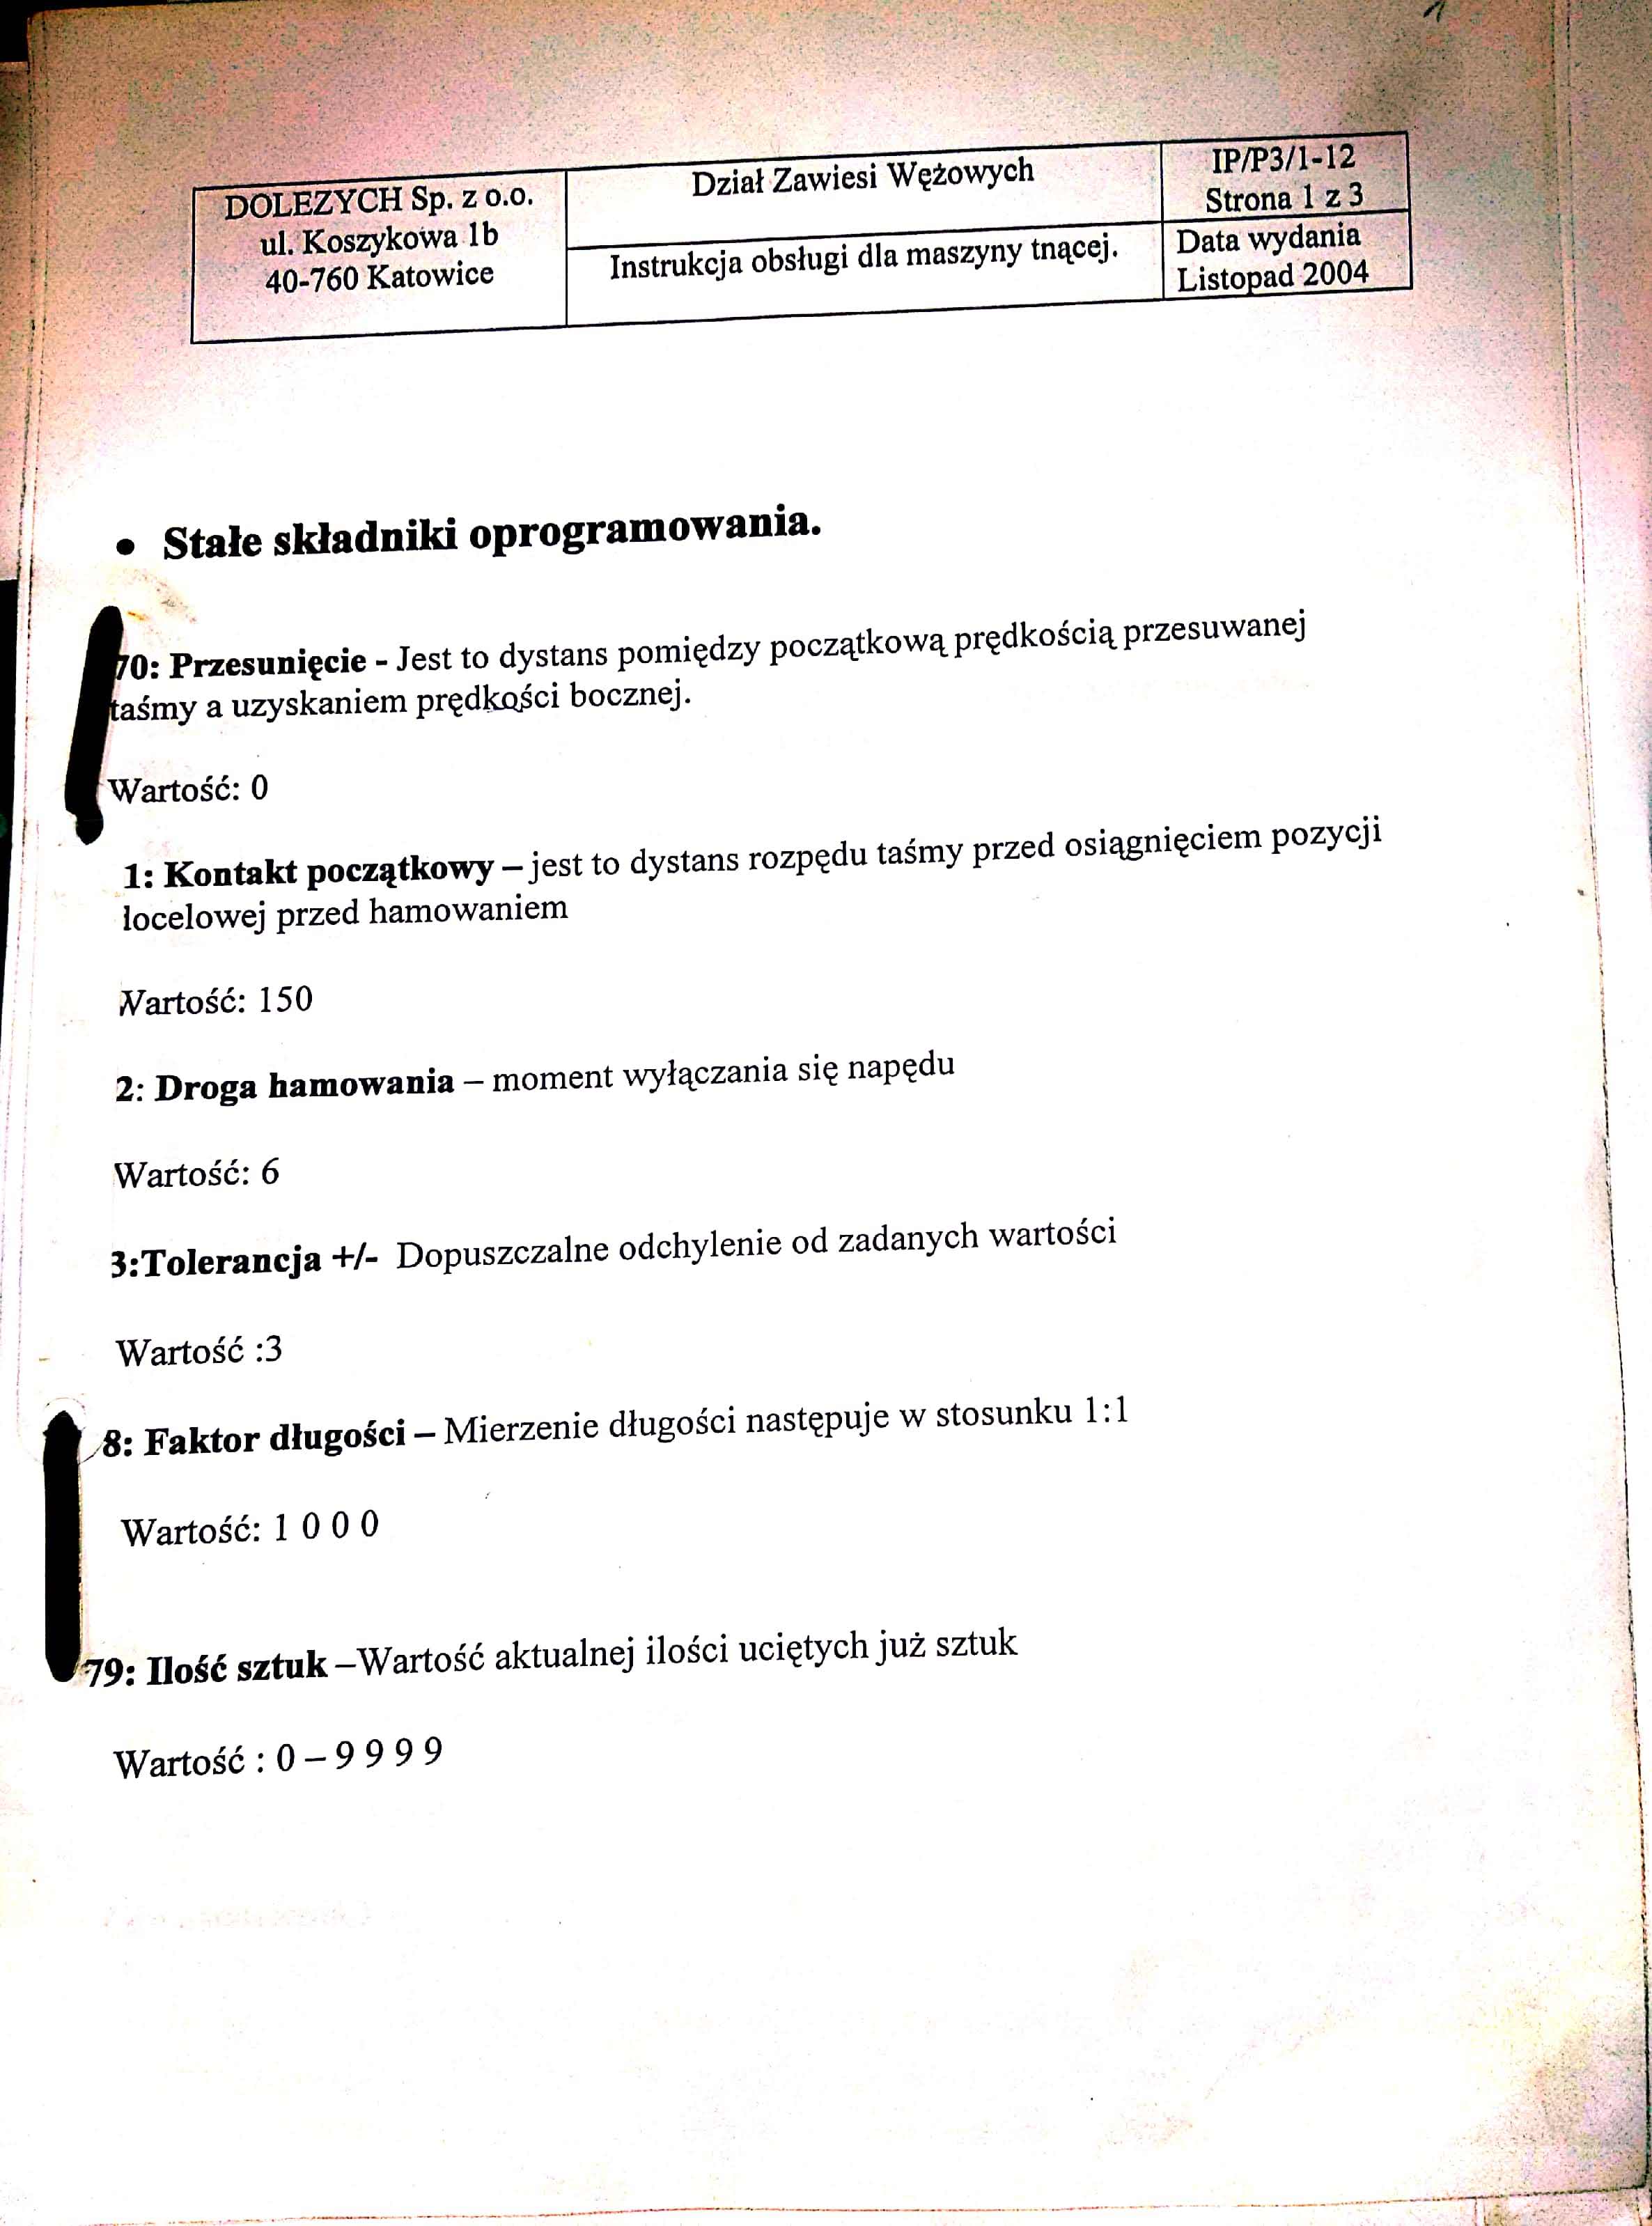 DOLEZYCH Sp. z o.o.
ul. Koszykowa 1b
40-760 Katowice
Dział Zawiesi Wężowych
Instrukcja obsługi dla maszyny tnącej.
IP/P3/1-12
Strona 1 z 3
Data wydania
Listopad 2004
• Stałe składniki oprogramowania.
70: Przesunięcie - Jest to dystans pomiędzy początkową prędkością przesuwanej
taśmy a uzyskaniem prędkości bocznej.
Wartość: 0
1: Kontakt początkowy – jest to dystans rozpędu taśmy przed osiągnięciem pozycji
locelowej przed hamowaniem
Wartość: 150
2: Droga hamowania – moment wyłączania się napędu
Wartość: 6
3:Tolerancja +/- Dopuszczalne odchylenie od zadanych wartości
Wartość :3
8: Faktor długości – Mierzenie długości następuje w stosunku 1:1
Wartość: 1 0 0 0
79: Ilość sztuk –Wartość aktualnej ilości uciętych już sztuk
Wartość : 0 – 9 9 9 9